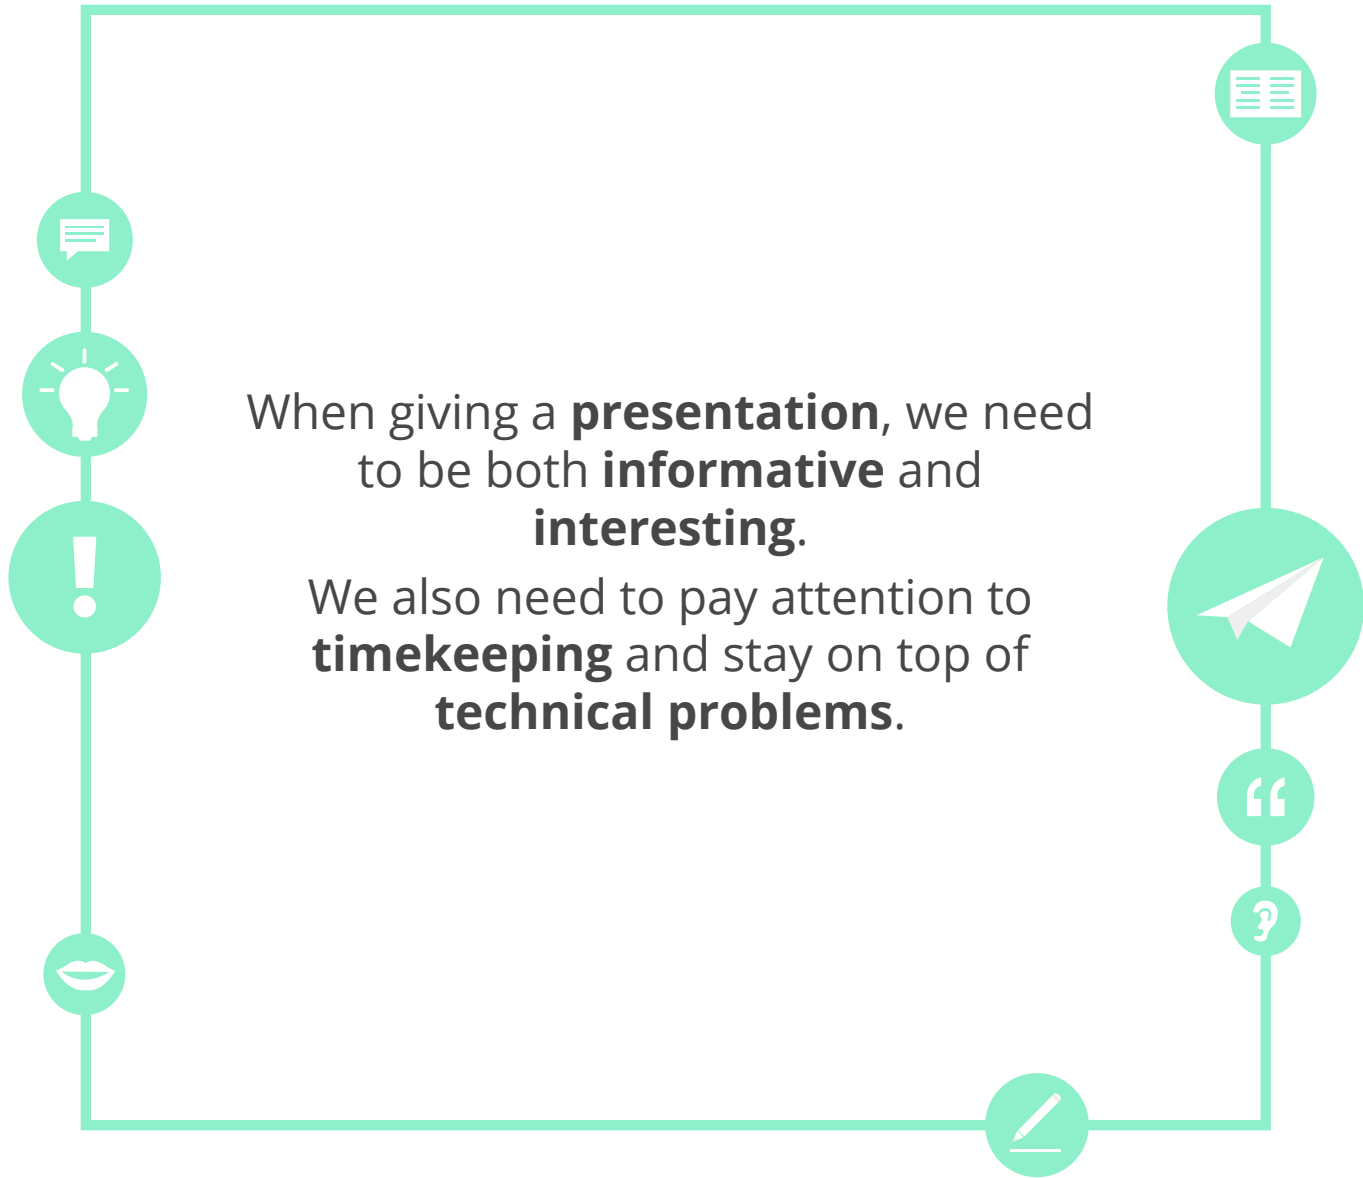 When giving a presentation, we need
to be both informative and
interesting.
We also need to pay attention to
timekeeping and stay on top of
technical problems.